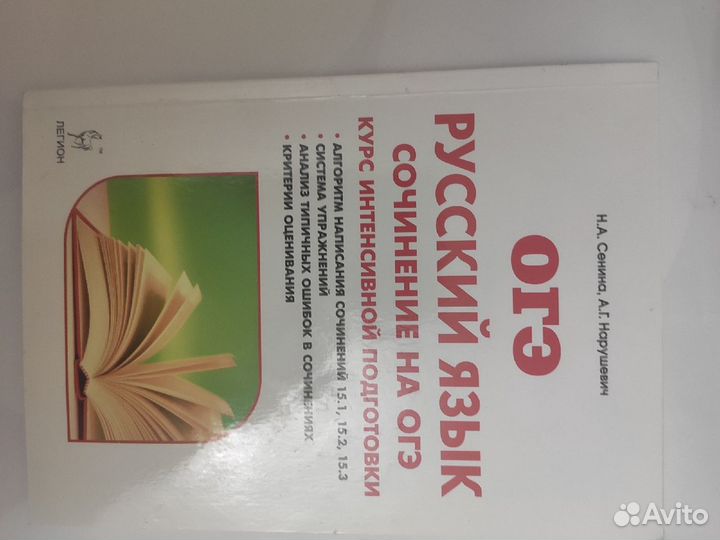 Н.А. Сенина, А.Г. Нарушевич
ОГЭ
РУССКИЙ ЯЗЫК
СОЧИНЕНИЕ НА ОГЭ
КУРС ИНТЕНСИВНОЙ ПОДГОТОВКИ
• АЛГОРИТМ НАПИСАНИЯ СОЧИНЕНИЙ 15.1, 15.2, 15.3
• СИСТЕМА УПРАЖНЕНИЙ
• АНАЛИЗ ТИПИЧНЫХ ОШИБОК В СОЧИНЕНИЯХ
• КРИТЕРИИ ОЦЕНИВАНИЯ
ТМ
ЛЕГИОН
Avito